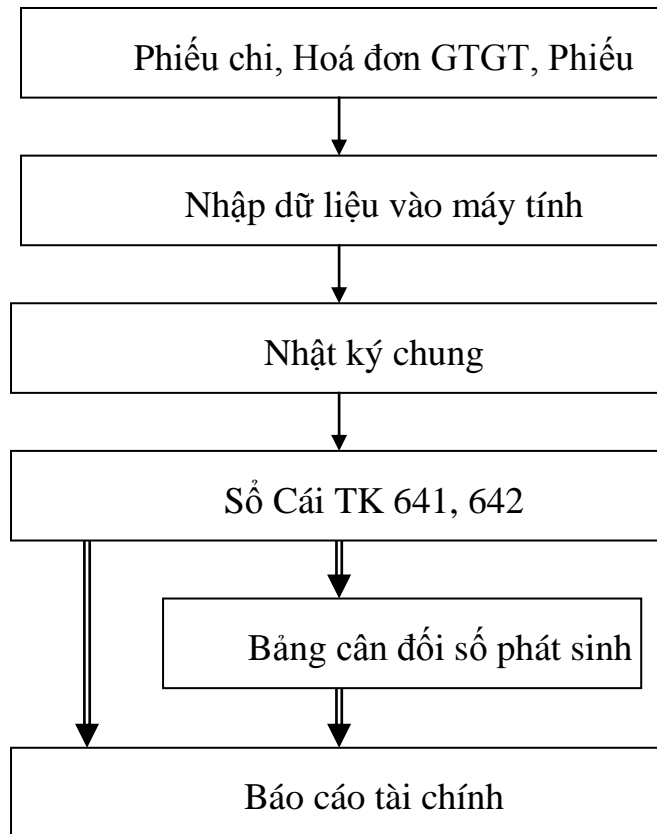 Phiếu chi, Hoá đơn GTGT, Phiếu
Nhập dữ liệu vào máy tính
Nhật ký chung
Sổ Cái TK 641, 642
Bảng cân đối số phát sinh
Báo cáo tài chính